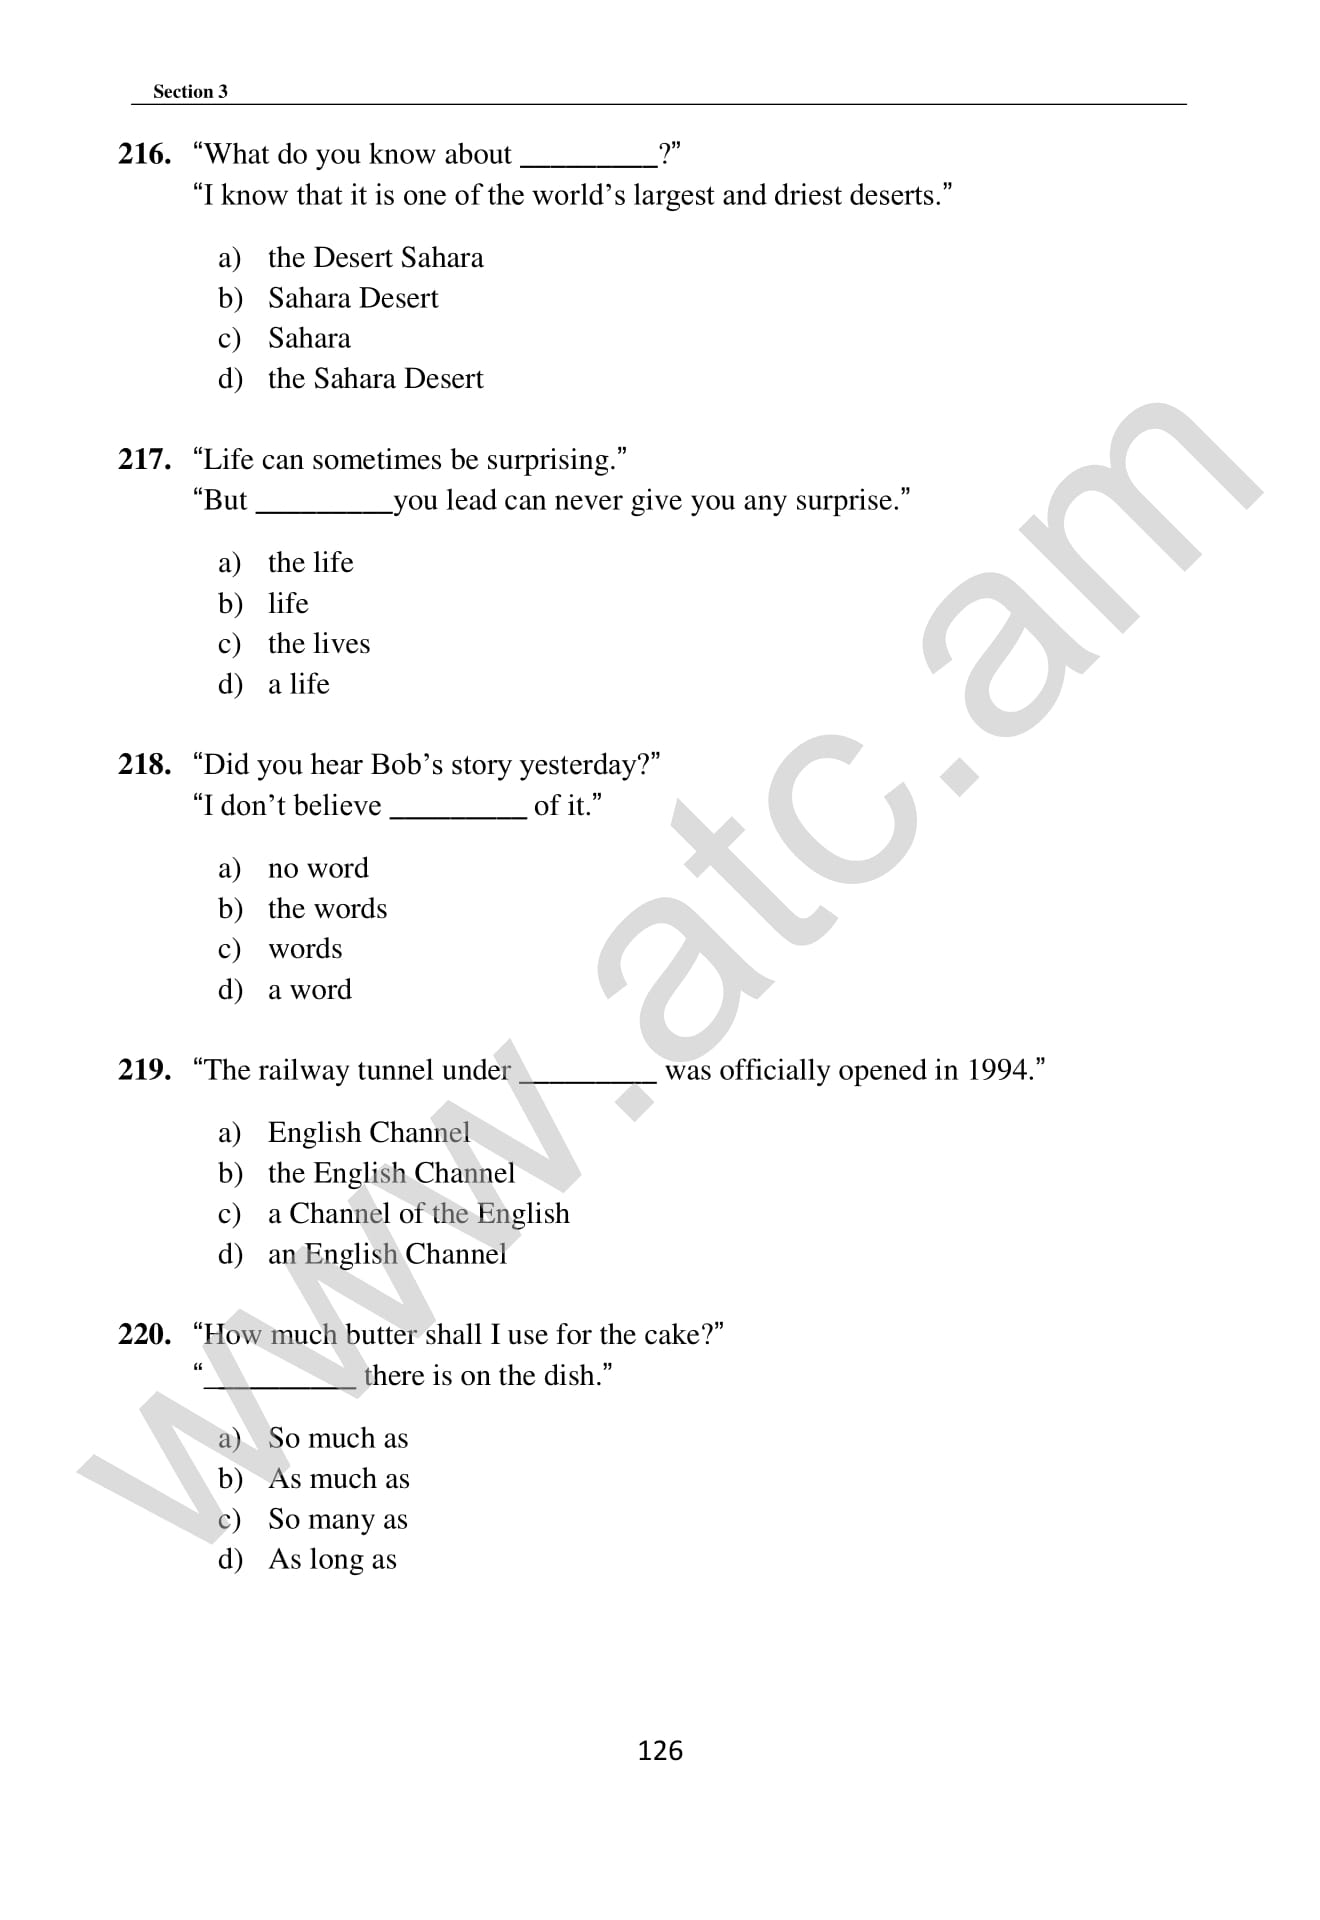 Section 3
216. “What do you know about _________?”
“I know that it is one of the world’s largest and driest deserts.”
a) the Desert Sahara
b) Sahara Desert
c) Sahara
d) the Sahara Desert
217. “Life can sometimes be surprising.”
“But _________you lead can never give you any surprise.”
a) the life
b) life
c) the lives
d) a life
218. “Did you hear Bob’s story yesterday?”
“I don’t believe _________ of it.”
a) no word
b) the words
c) words
d) a word
219. “The railway tunnel under _________ was officially opened in 1994.”
a) English Channel
b) the English Channel
c) a Channel of the English
d) an English Channel
220. “How much butter shall I use for the cake?”
“__________ there is on the dish.”
a) So much as
b) As much as
c) So many as
d) As long as
126
www.atc.am